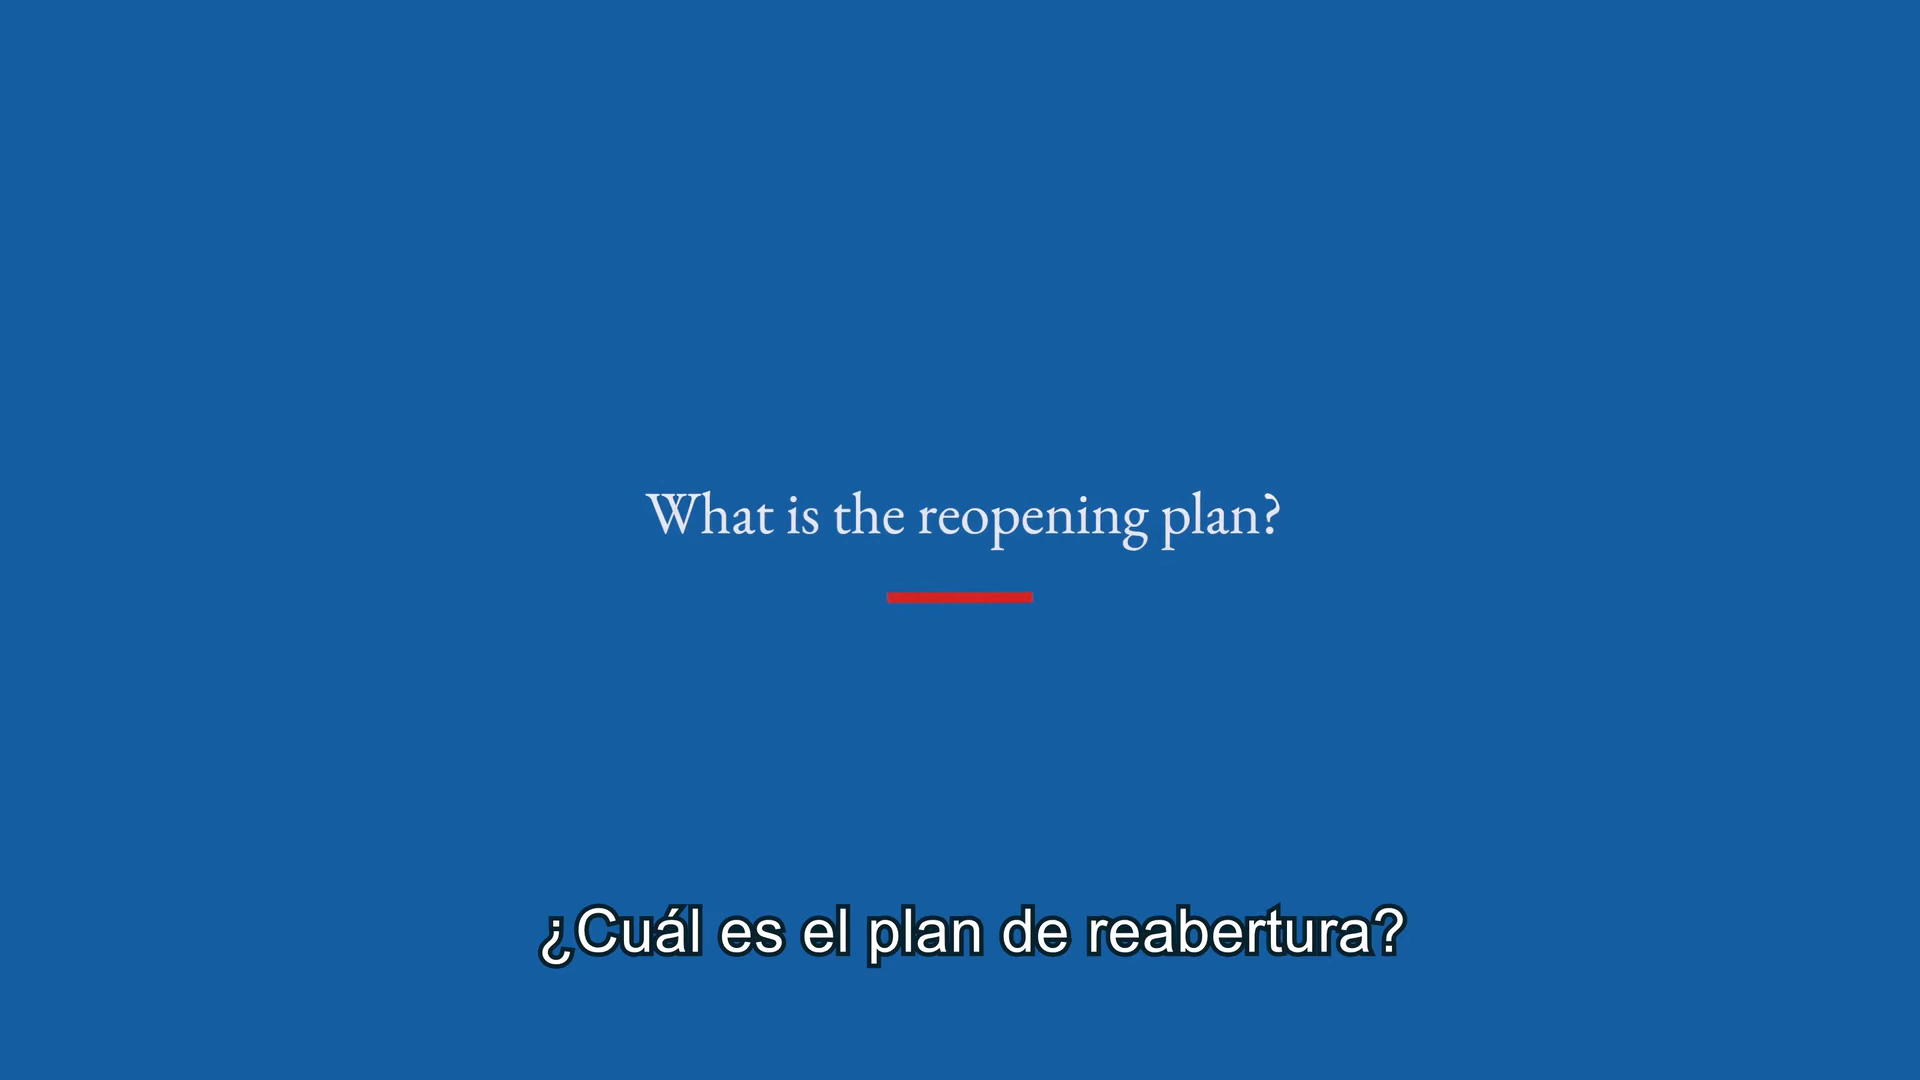 What is the reopening plan?
¿Cuál es el plan de reabertura?